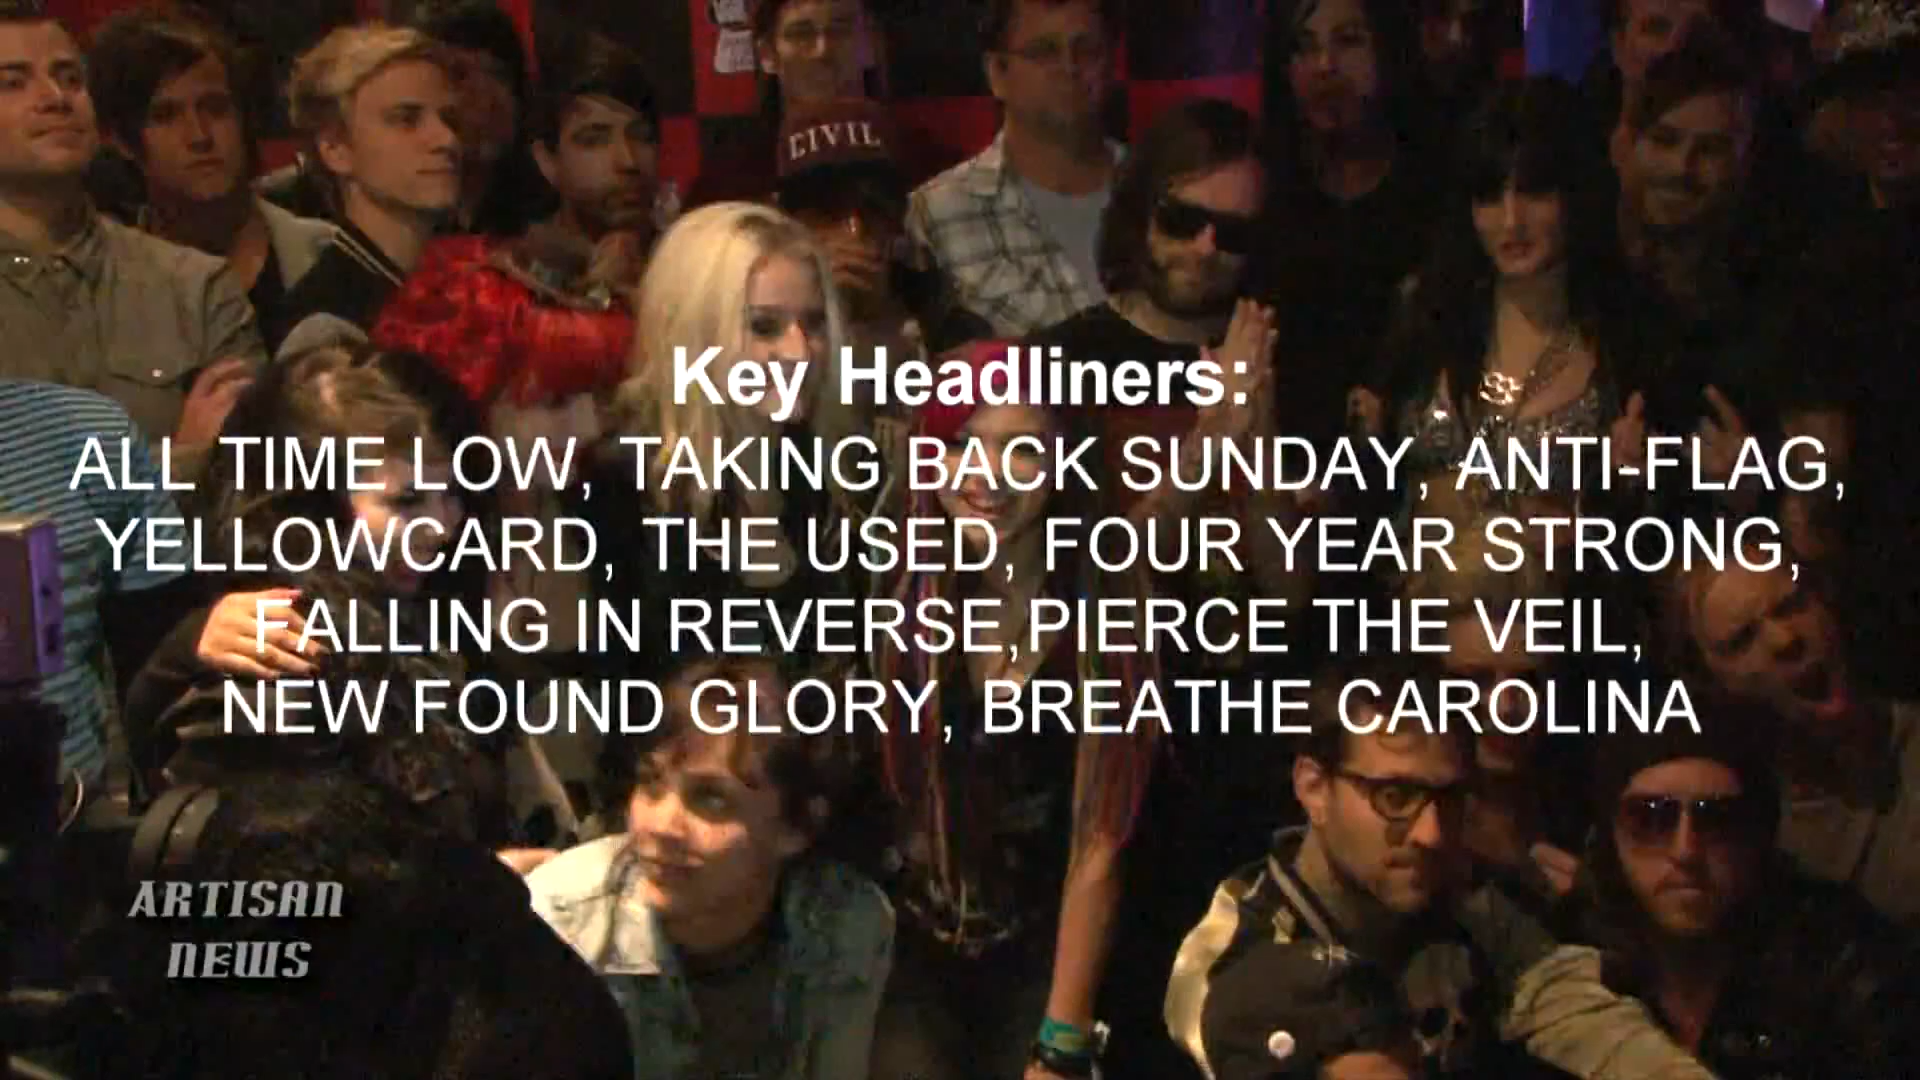 CIVIL
Key Headliners:
ALL TIME LOW, TAKING BACK SUNDAY, ANTI-FLAG,
YELLOWCARD, THE USED, FOUR YEAR STRONG,
FALLING IN REVERSE,PIERCE THE VEIL,
NEW FOUND GLORY, BREATHE CAROLINA
ARTISAN
NEWS